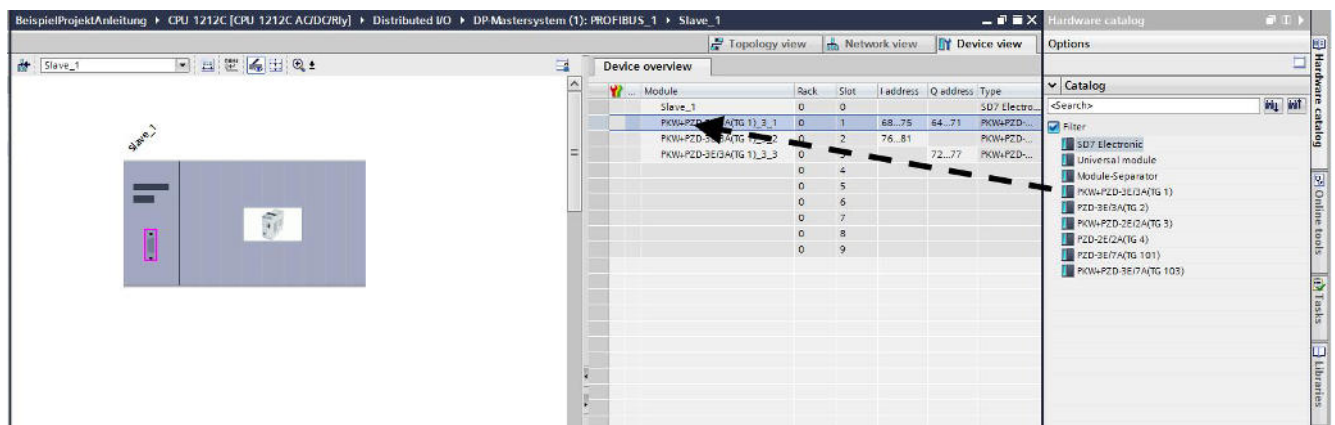 BeispielProjektAnleitung ▸ CPU 1212C [CPU 1212C AC/DC/Rly] ▸ Distributed I/O ▸ DP-Mastersystem (1): PROFIBUS_1 ▸ Slave_1
Hardware catalog
Topology view
Network view
Device view
Options
Slave_1
Device overview
Module Rack Slot I address Q address Type
Slave_1 0 0 SD7 Electro...
PKW+PZD-3E/3A(TG 1)_3_1 0 1 68...75 64...71 PKW+PZD-...
PKW+PZD-3E/3A(TG 1)_3_2 0 2 76...81 PKW+PZD-...
PKW+PZD-3E/3A(TG 1)_3_3 0 3 72...77 PKW+PZD-...
0 4
0 5
0 6
0 7
0 8
0 9
Slave_1
Catalog
<Search>
Filter
SD7 Electronic
Universal module
Module-Separator
PKW+PZD-3E/3A(TG 1)
PZD-3E/3A(TG 2)
PKW+PZD-2E/2A(TG 3)
PZD-2E/2A(TG 4)
PZD-3E/7A(TG 101)
PKW+PZD-3E/7A(TG 103)
Hardware catalog
Online tools
Tasks
Libraries